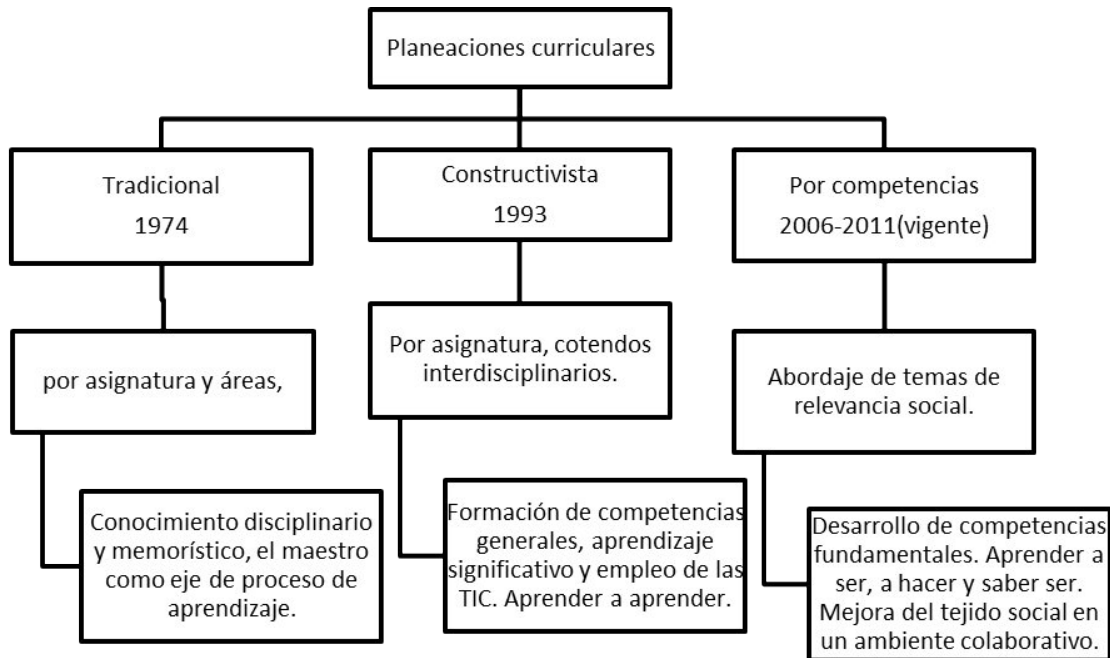 Planeaciones curriculares
Tradicional
1974
Constructivista
1993
Por competencias
2006-2011(vigente)
por asignatura y áreas,
Por asignatura, cotendos
interdisciplinarios.
Abordaje de temas de
relevancia social.
Conocimiento disciplinario
y memorístico, el maestro
como eje de proceso de
aprendizaje.
Formación de competencias
generales, aprendizaje
significativo y empleo de las
TIC. Aprender a aprender.
Desarrollo de competencias
fundamentales. Aprender a
ser, a hacer y saber ser.
Mejora del tejido social en
un ambiente colaborativo.